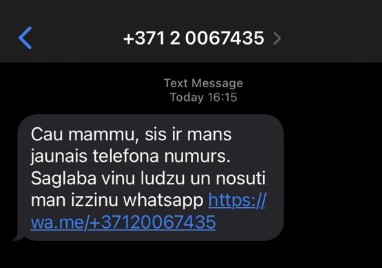 +371 2 0067435
Text Message
Today 16:15
Cau mammu, sis ir mans
jaunais telefona numurs.
Saglaba vinu ludzu un nosuti
man izzinu whatsapp https://
wa.me/+37120067435